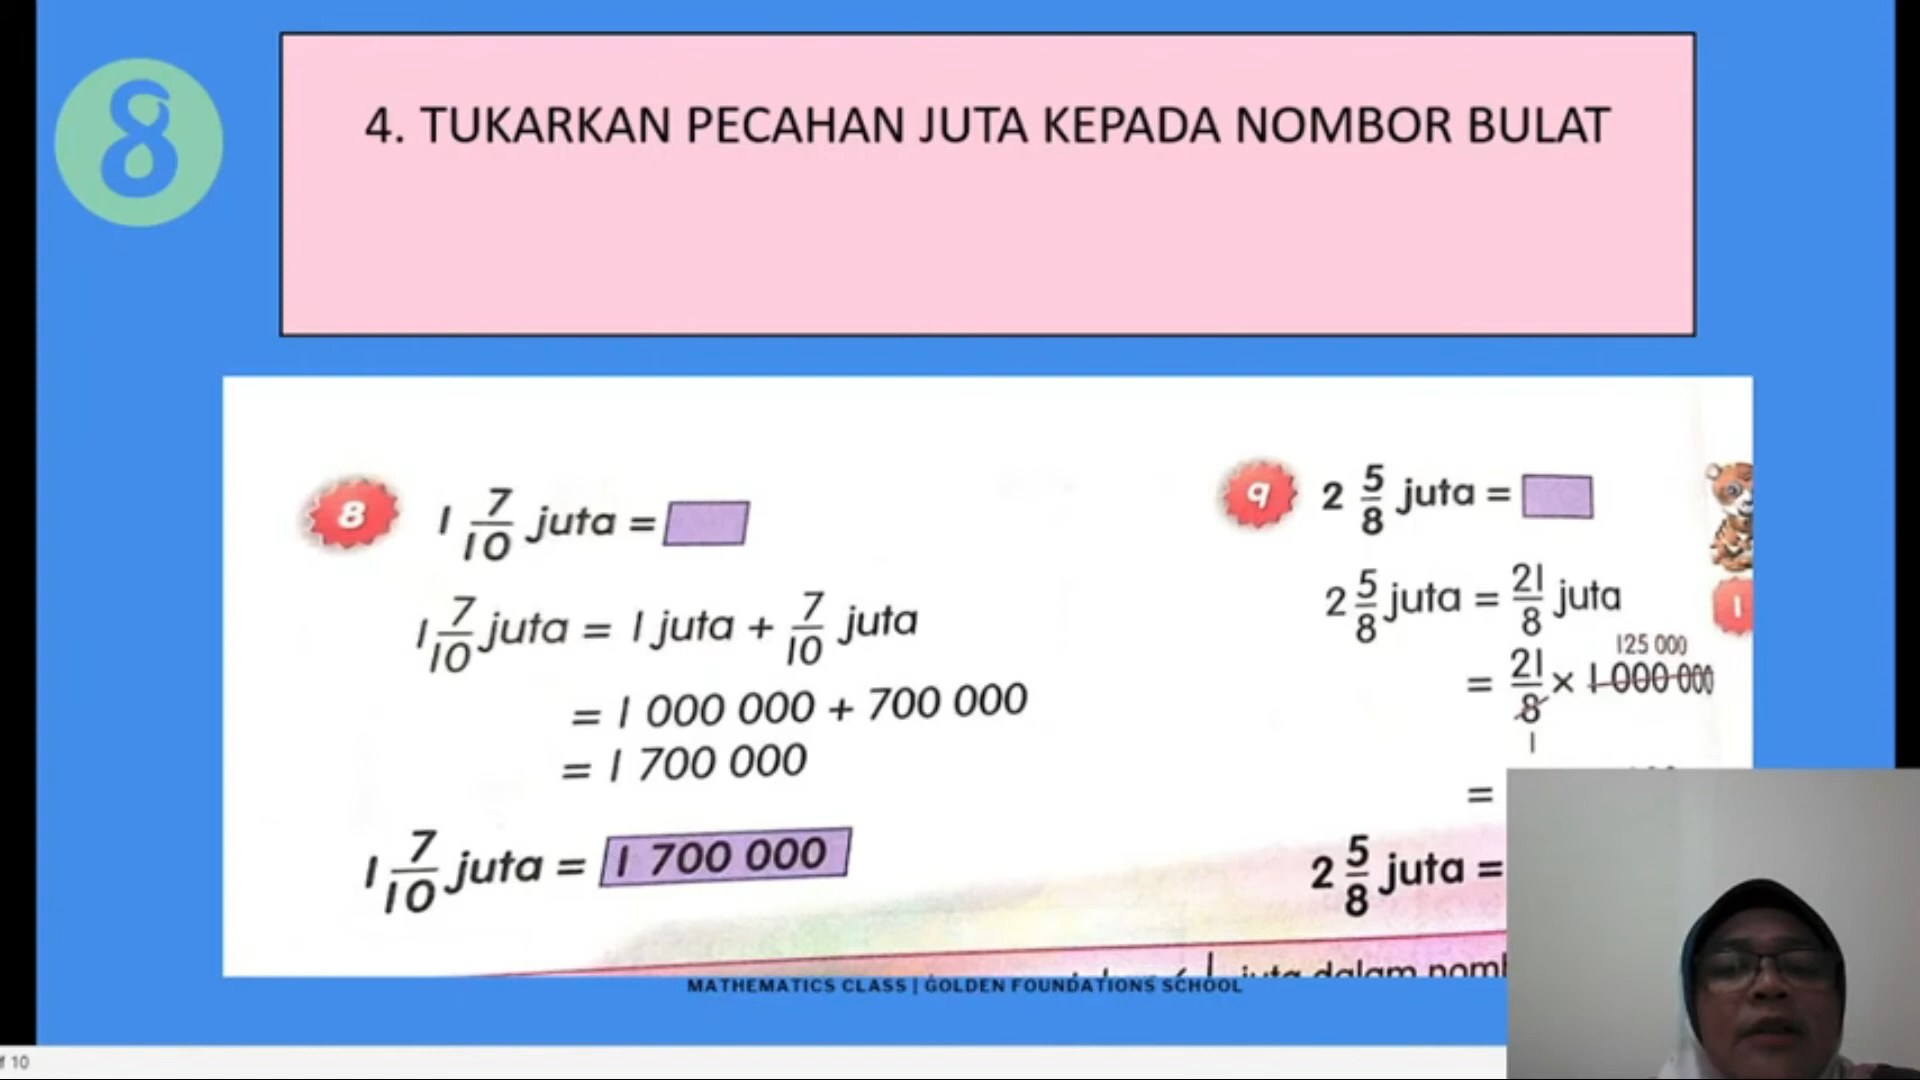 8
4. TUKARKAN PECAHAN JUTA KEPADA NOMBOR BULAT
8
1 7/10 juta =
1 7/10 juta = 1 juta + 7/10 juta
= 1 000 000 + 700 000
= 1 700 000
1 7/10 juta = 1 700 000
9
2 5/8 juta =
2 5/8 juta = 21/8 juta
125 000
= 21/8 × 1 000 000
1
=
2 5/8 juta =
1
juta dalam
MATHEMATICS CLASS | GOLDEN FOUNDATIONS SCHOOL
10